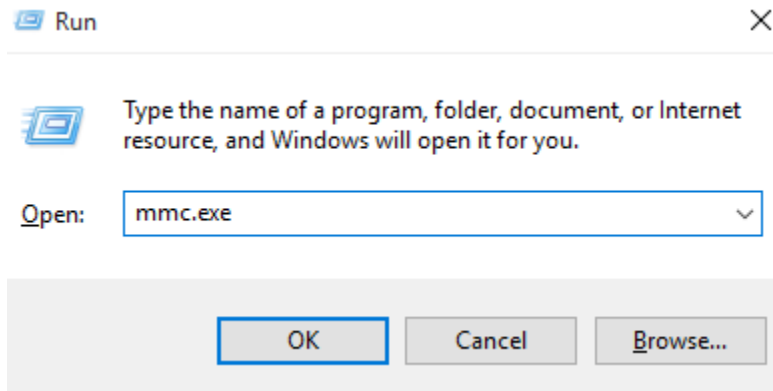 Run
Type the name of a program, folder, document, or Internet
resource, and Windows will open it for you.
Open: mmc.exe
OK Cancel Browse...